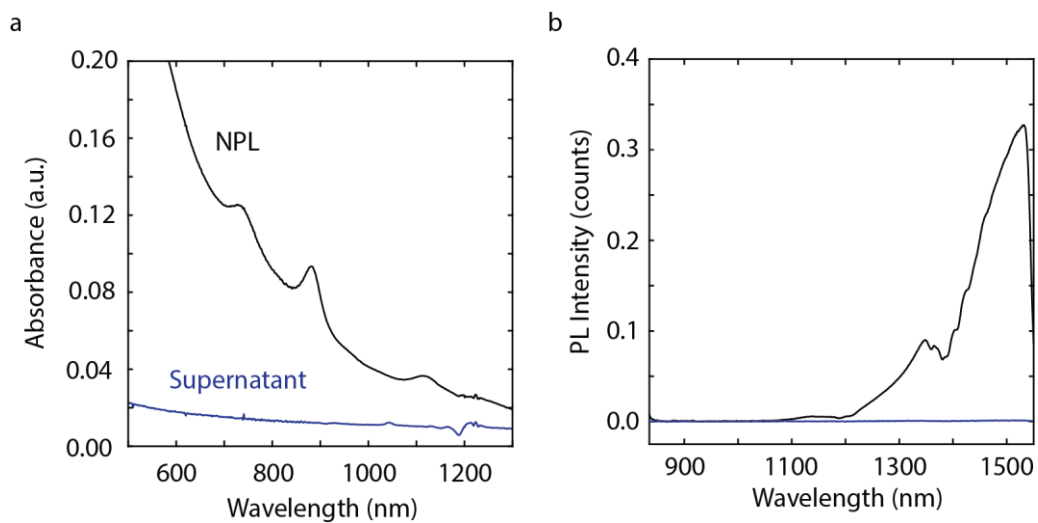 a
0.20
0.16
0.12
0.08
0.04
0.00
Absorbance (a.u.)
NPL
Supernatant
600 800 1000 1200
Wavelength (nm)
b
0.4
0.3
0.2
0.1
0.0
PL Intensity (counts)
900 1100 1300 1500
Wavelength (nm)